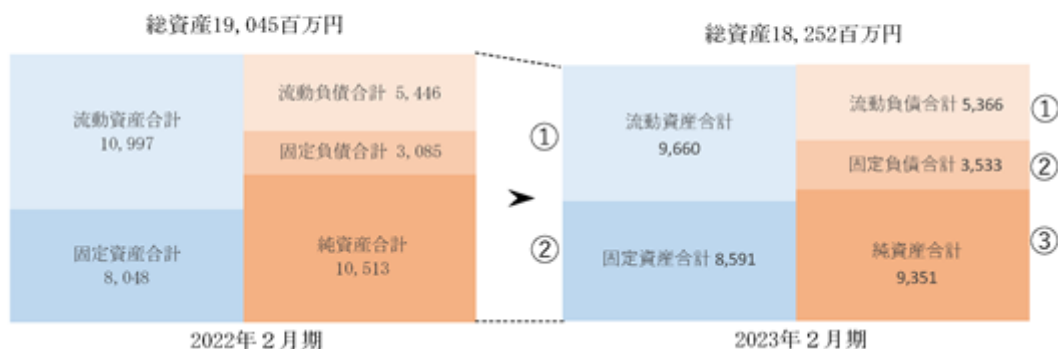 総資産19,045百万円
流動資産合計
10,997
固定資産合計
8,048
流動負債合計 5,446
固定負債合計 3,085
純資産合計
10,513
2022年２月期
➤
総資産18,252百万円
①
②
流動資産合計
9,660
固定資産合計 8,591
流動負債合計 5,366
固定負債合計 3,533
純資産合計
9,351
①
②
③
2023年２月期